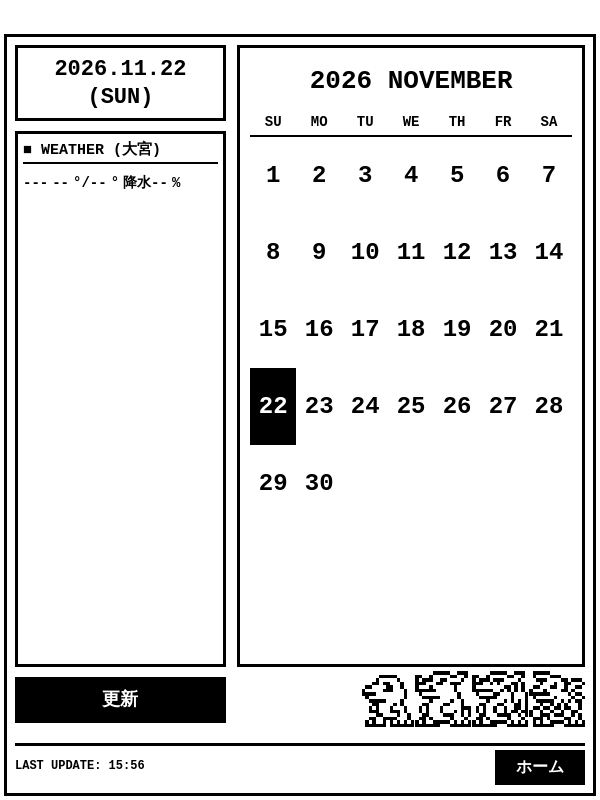 2026.11.22
(SUN)
■ WEATHER (大宮)
--- -- °/-- ° 降水-- %
更新
2026 NOVEMBER
SU MO TU WE TH FR SA
1 2 3 4 5 6 7
8 9 10 11 12 13 14
15 16 17 18 19 20 21
22 23 24 25 26 27 28
29 30
LAST UPDATE: 15:56
ホーム